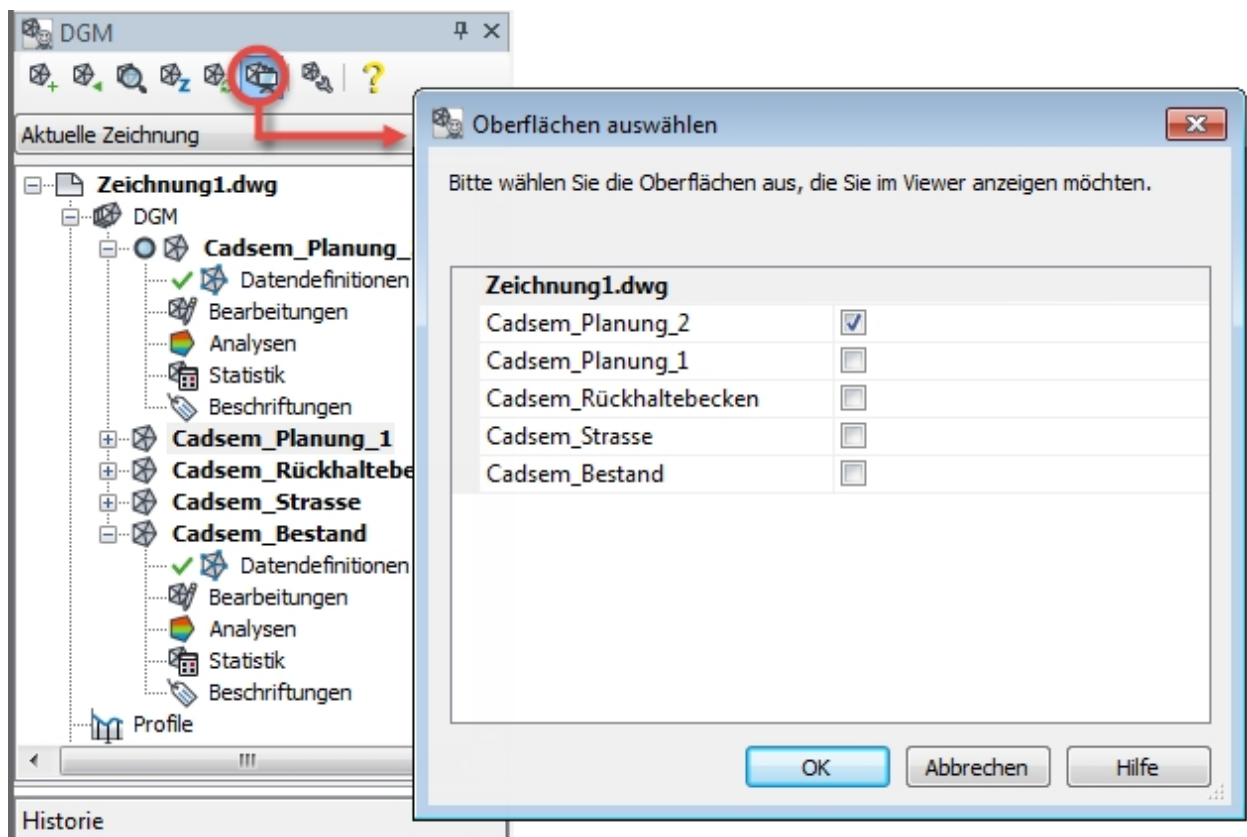 DGM
Aktuelle Zeichnung
Zeichnung1.dwg
DGM
Cadsem_Planung_
Datendefinitionen
Bearbeitungen
Analysen
Statistik
Beschriftungen
Cadsem_Planung_1
Cadsem_Rückhaltebe
Cadsem_Strasse
Cadsem_Bestand
Datendefinitionen
Bearbeitungen
Analysen
Statistik
Beschriftungen
Profile
Historie
Oberflächen auswählen
Bitte wählen Sie die Oberflächen aus, die Sie im Viewer anzeigen möchten.
Zeichnung1.dwg
Cadsem_Planung_2
Cadsem_Planung_1
Cadsem_Rückhaltebecken
Cadsem_Strasse
Cadsem_Bestand
OK Abbrechen Hilfe